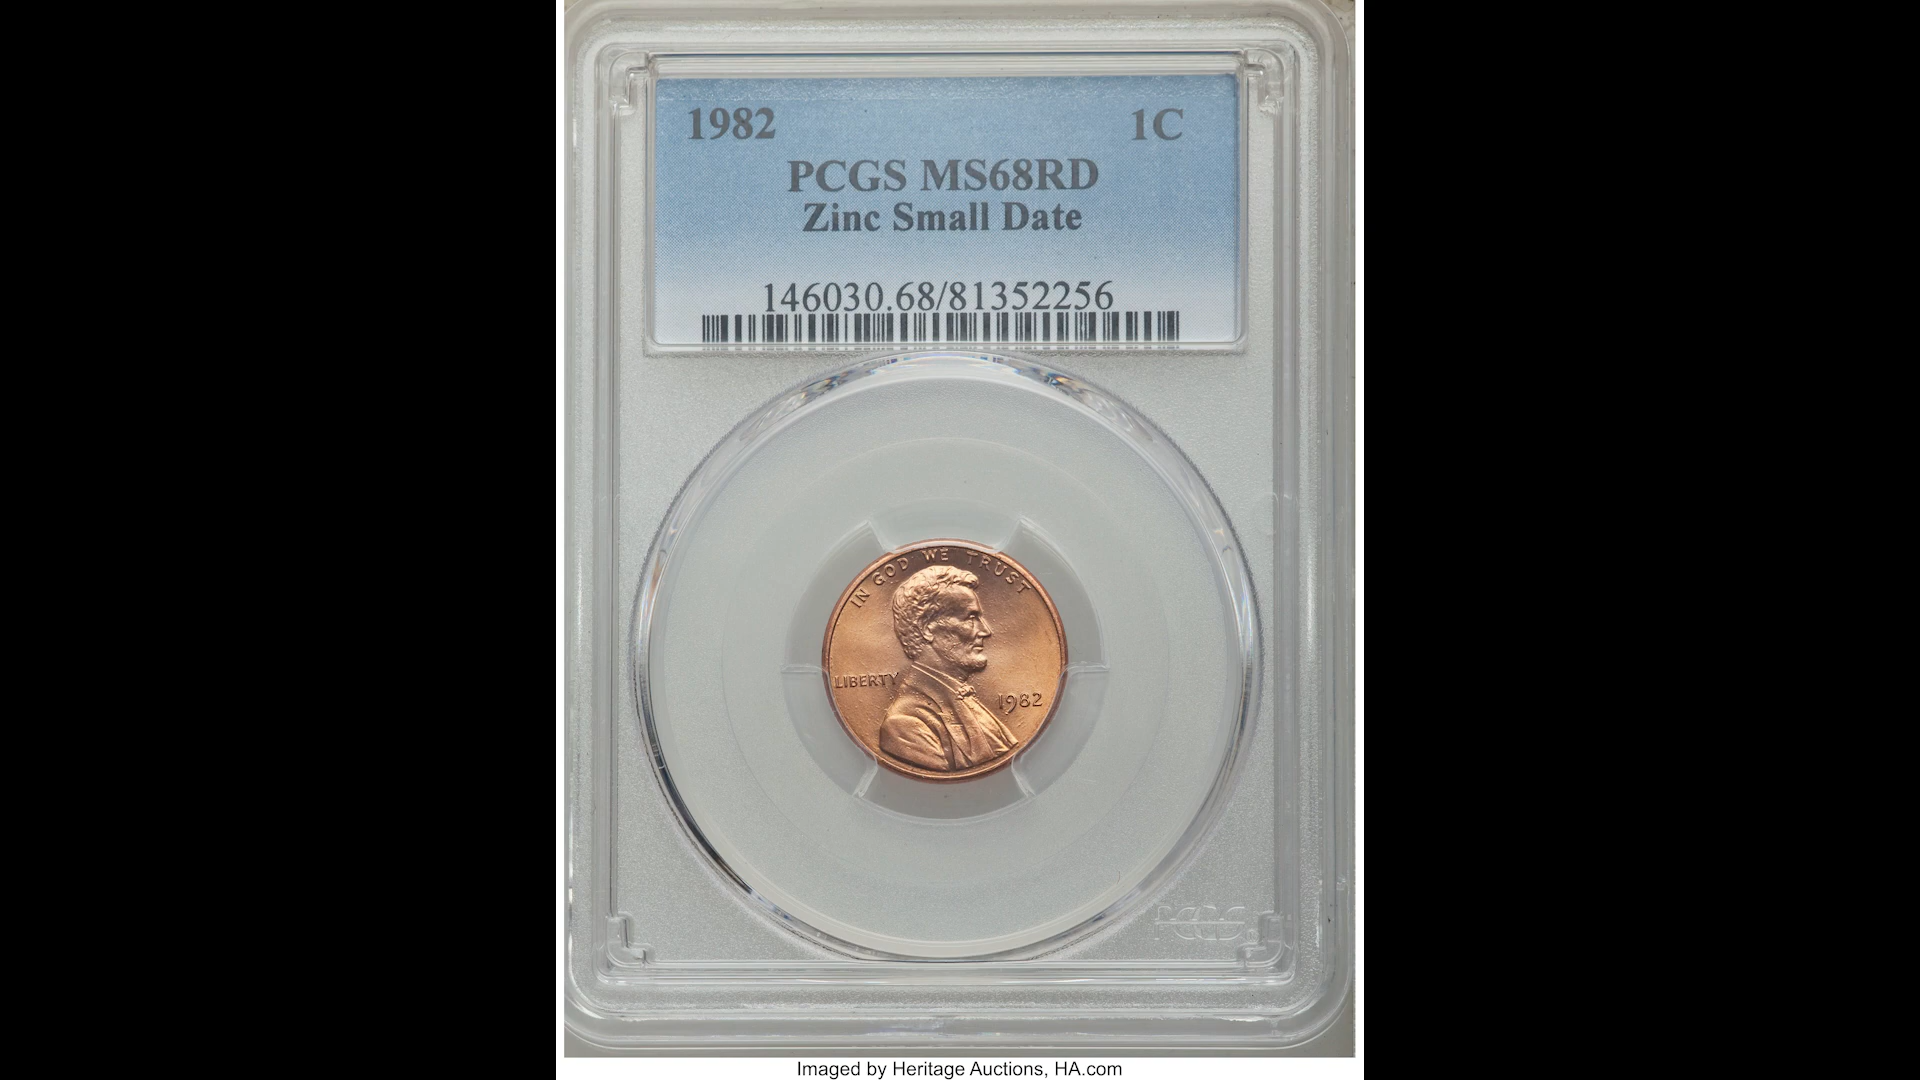 1982 1C
PCGS MS68RD
Zinc Small Date
146030.68/81352256
IN GOD WE TRUST
LIBERTY
1982
PCGS
Imaged by Heritage Auctions, HA.com